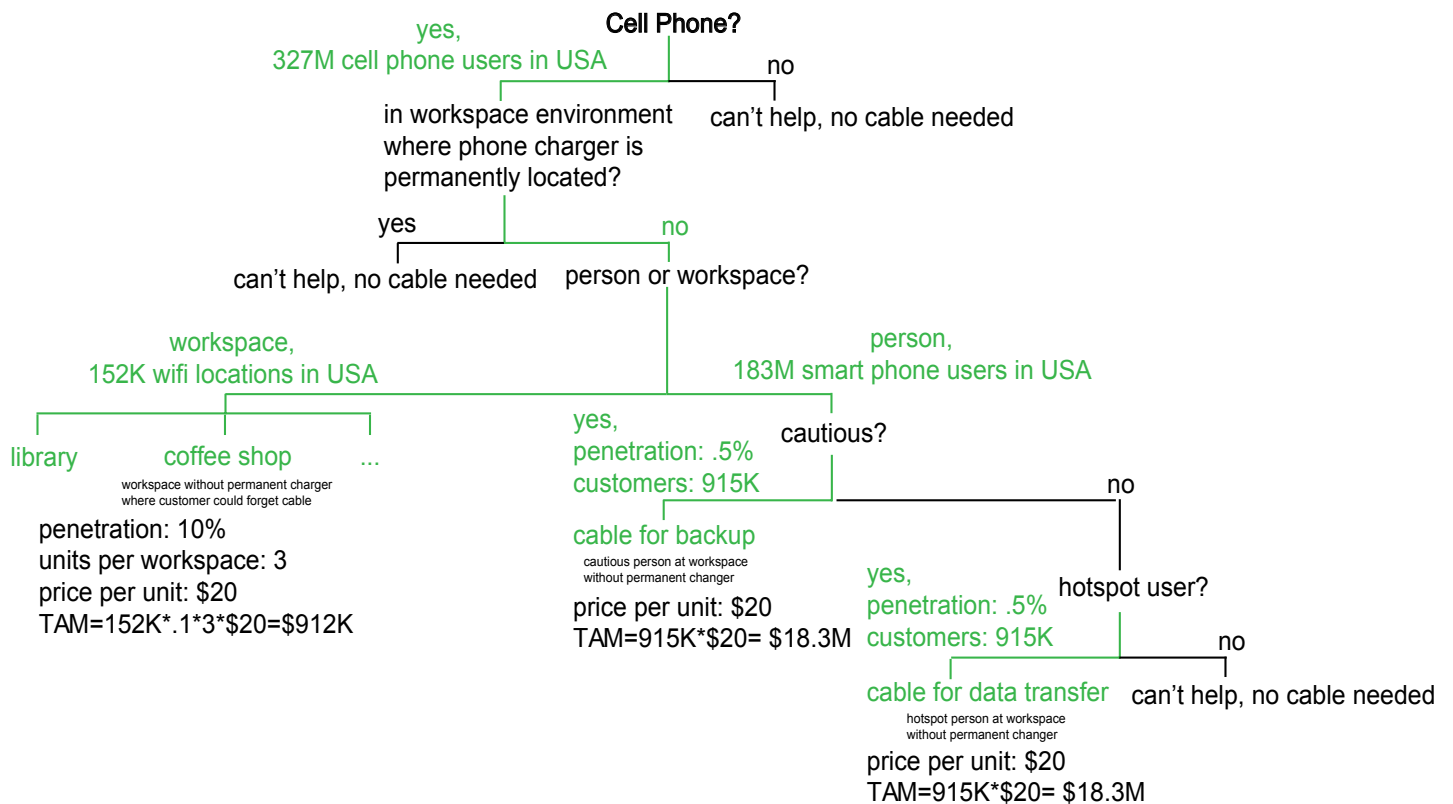 Cell Phone?
yes,
327M cell phone users in USA
no
in workspace environment
where phone charger is
permanently located?
can't help, no cable needed
yes
no
can't help, no cable needed
person or workspace?
workspace,
152K wifi locations in USA
person,
183M smart phone users in USA
library
coffee shop
...
workspace without permanent charger
where customer could forget cable
penetration: 10%
units per workspace: 3
price per unit: $20
TAM=152K*.1*3*$20=$912K
yes,
penetration: .5%
customers: 915K
cautious?
no
cable for backup
cautious person at workspace
without permanent changer
price per unit: $20
TAM=915K*$20= $18.3M
yes,
penetration: .5%
customers: 915K
hotspot user?
no
cable for data transfer
can't help, no cable needed
hotspot person at workspace
without permanent changer
price per unit: $20
TAM=915K*$20= $18.3M